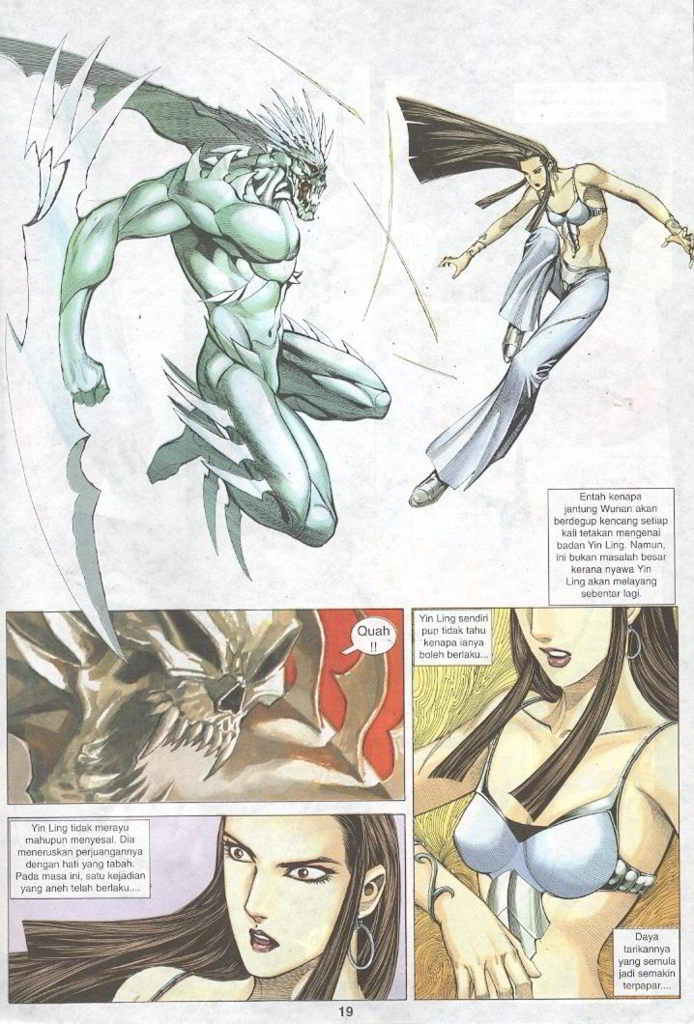 Entah kenapa
jantung Wunan akan
berdegup kencang setiap
kali tetakan mengenai
badan Yin Ling. Namun,
ini bukan masalah besar
kerana nyawa Yin
Ling akan melayang
sebentar lagi.
Quah
!!
Yin Ling sendiri
pun tidak tahu
kenapa ianya
boleh berlaku...
Yin Ling tidak merayu
mahupun menyesal. Dia
meneruskan perjuangannya
dengan hati yang tabah.
Pada masa ini, satu kejadian
yang aneh telah berlaku....
Daya
tarikannya
yang semula
jadi semakin
terpapar....
19